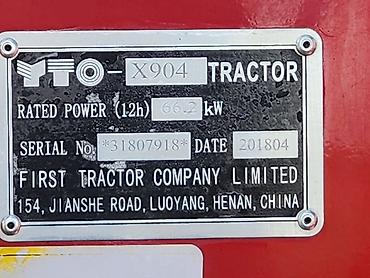 YTO-X904 TRACTOR
RATED POWER (12h) 66.2 kW
SERIAL No. *31807918* DATE 201804
FIRST TRACTOR COMPANY LIMITED
154, JIANSHE ROAD, LUOYANG, HENAN, CHINA